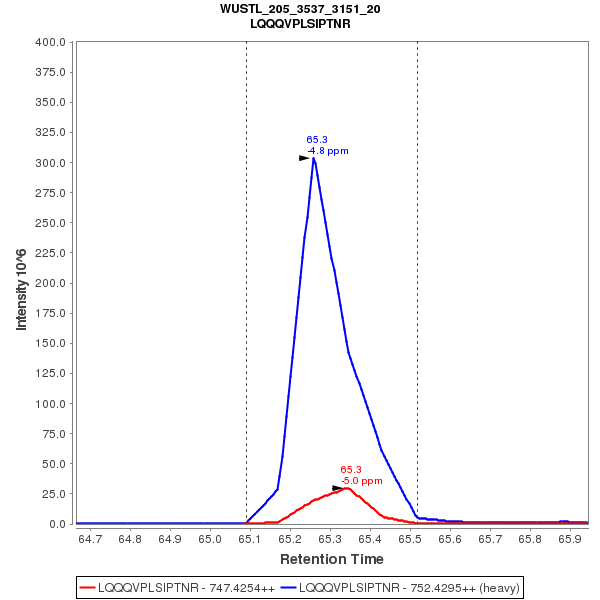 WUSTL_205_3537_3151_20
LQQQVPLSIPTNR
400.0
375.0
350.0
325.0
300.0
275.0
250.0
225.0
200.0
175.0
150.0
125.0
100.0
75.0
50.0
25.0
0.0
Intensity 10^6
65.3
-4.8 ppm
65.3
-5.0 ppm
64.7 64.8 64.9 65.0 65.1 65.2 65.3 65.4 65.5 65.6 65.7 65.8 65.9
Retention Time
LQQQVPLSIPTNR - 747.4254++ LQQQVPLSIPTNR - 752.4295++ (heavy)